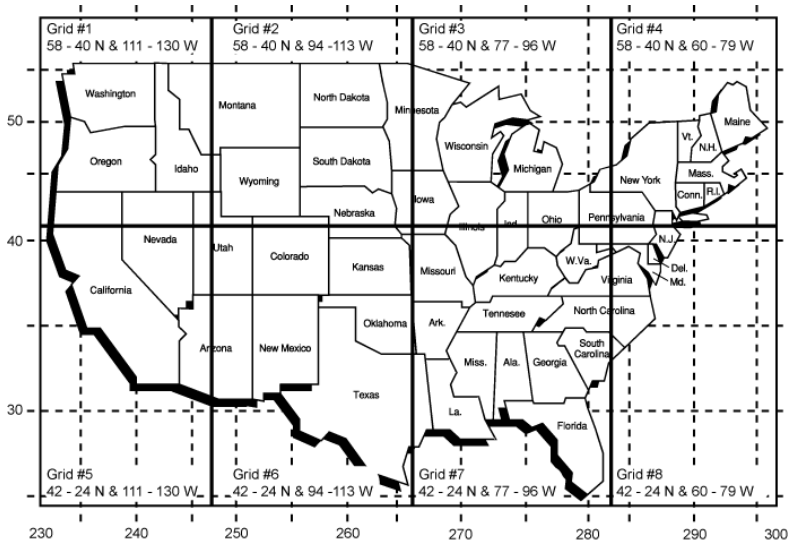 Grid #1
58 - 40 N & 111 - 130 W
Grid #2
58 - 40 N & 94 -113 W
Grid #3
58 - 40 N & 77 - 96 W
Grid #4
58 - 40 N & 60 - 79 W
Washington
Montana
North Dakota
Minnesota
Maine
50
Wisconsin
Vt.
N.H.
Oregon
Idaho
South Dakota
Michigan
Mass.
Wyoming
New York
Conn.
R.I.
Iowa
Nebraska
Illinois
Ind.
Ohio
Pennsylvania
40
Nevada
Utah
Colorado
N.J.
Kansas
Missouri
W.Va.
Del.
Kentucky
Virginia
Md.
California
Oklahoma
Ark.
Tennesee
North Carolina
Arizona
New Mexico
South
Carolina
Miss.
Ala.
Georgia
Texas
30
La.
Florida
Grid #5
42 - 24 N & 111 - 130 W
Grid #6
42 - 24 N & 94 -113 W
Grid #7
42 - 24 N & 77 - 96 W
Grid #8
42 - 24 N & 60 - 79 W
230
240
250
260
270
280
290
300